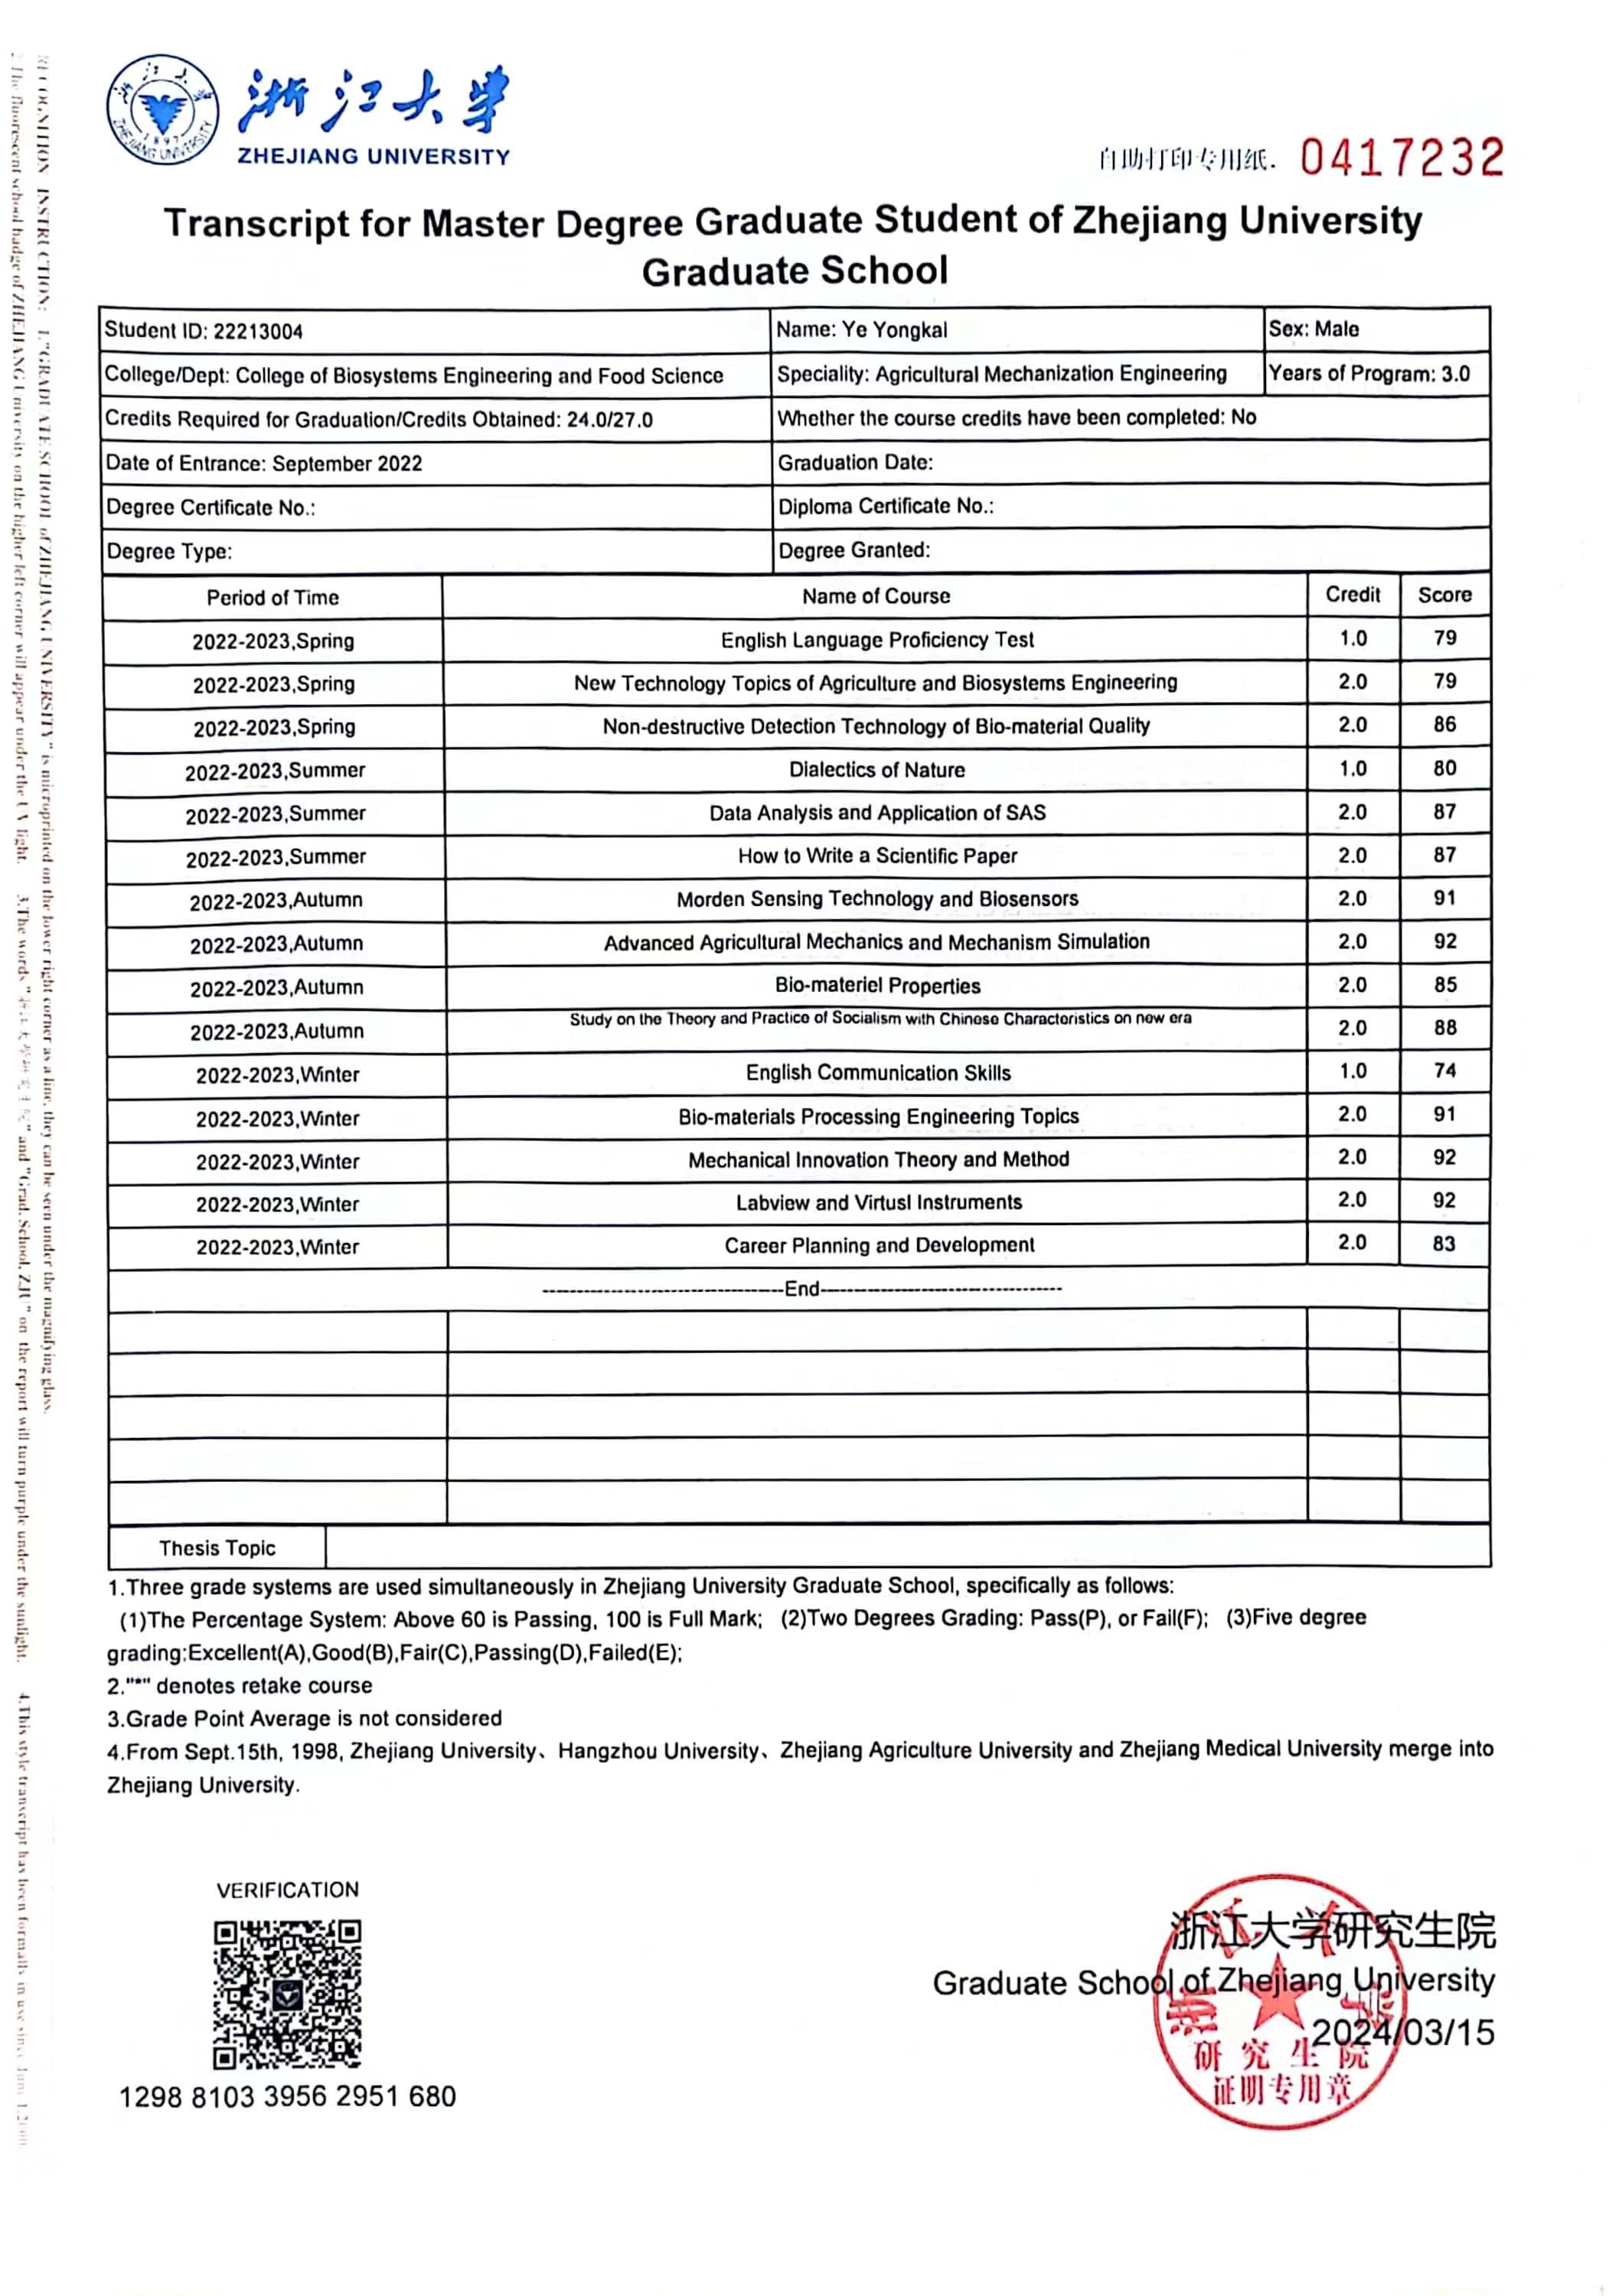 浙江大学
ZHEJIANG UNIVERSITY
自助打印专用纸. 0417232
Transcript for Master Degree Graduate Student of Zhejiang University
Graduate School
Student ID: 22213004 Name: Ye Yongkal Sex: Male
College/Dept: College of Biosystems Engineering and Food Science Speciality: Agricultural Mechanization Engineering Years of Program: 3.0
Credits Required for Graduation/Credits Obtained: 24.0/27.0 Whether the course credits have been completed: No
Date of Entrance: September 2022 Graduation Date:
Degree Certificate No.: Diploma Certificate No.:
Degree Type: Degree Granted:
Period of Time Name of Course Credit Score
2022-2023,Spring English Language Proficiency Test 1.0 79
2022-2023,Spring New Technology Topics of Agriculture and Biosystems Engineering 2.0 79
2022-2023,Spring Non-destructive Detection Technology of Bio-material Quality 2.0 86
2022-2023,Summer Dialectics of Nature 1.0 80
2022-2023,Summer Data Analysis and Application of SAS 2.0 87
2022-2023,Summer How to Write a Scientific Paper 2.0 87
2022-2023,Autumn Morden Sensing Technology and Biosensors 2.0 91
2022-2023,Autumn Advanced Agricultural Mechanics and Mechanism Simulation 2.0 92
2022-2023,Autumn Bio-materiel Properties 2.0 85
2022-2023,Autumn Study on the Theory and Practice of Socialism with Chinese Characteristics on new era 2.0 88
2022-2023,Winter English Communication Skills 1.0 74
2022-2023,Winter Bio-materials Processing Engineering Topics 2.0 91
2022-2023,Winter Mechanical Innovation Theory and Method 2.0 92
2022-2023,Winter Labview and Virtusl Instruments 2.0 92
2022-2023,Winter Career Planning and Development 2.0 83
-----------------------------------End-----------------------------------
Thesis Topic
1.Three grade systems are used simultaneously in Zhejiang University Graduate School, specifically as follows:
(1)The Percentage System: Above 60 is Passing, 100 is Full Mark; (2)Two Degrees Grading: Pass(P), or Fail(F); (3)Five degree
grading:Excellent(A),Good(B),Fair(C),Passing(D),Failed(E);
2."*" denotes retake course
3.Grade Point Average is not considered
4.From Sept.15th, 1998, Zhejiang University、Hangzhou University、Zhejiang Agriculture University and Zhejiang Medical University merge into
Zhejiang University.
VERIFICATION
1298 8103 3956 2951 680
浙江大学研究生院
Graduate School of Zhejiang University
2024/03/15
浙江大学
研究生院
证明专用章
RECOGNITION INSTRUCTION: 1."GRADUATE SCHOOL of ZHEJIANG UNIVERSITY" is microprinted on the lower right corner as a line, they can be seen under the magnifying glass.
2.The fluorescent school badge of ZHEJIANG University on the higher left corner will appear under the UV light. 3.The words "浙江大学研究生院" and "Grad. School, ZJU" on the report will turn purple under the sunlight. 4.This style transcript has been formally in use since June